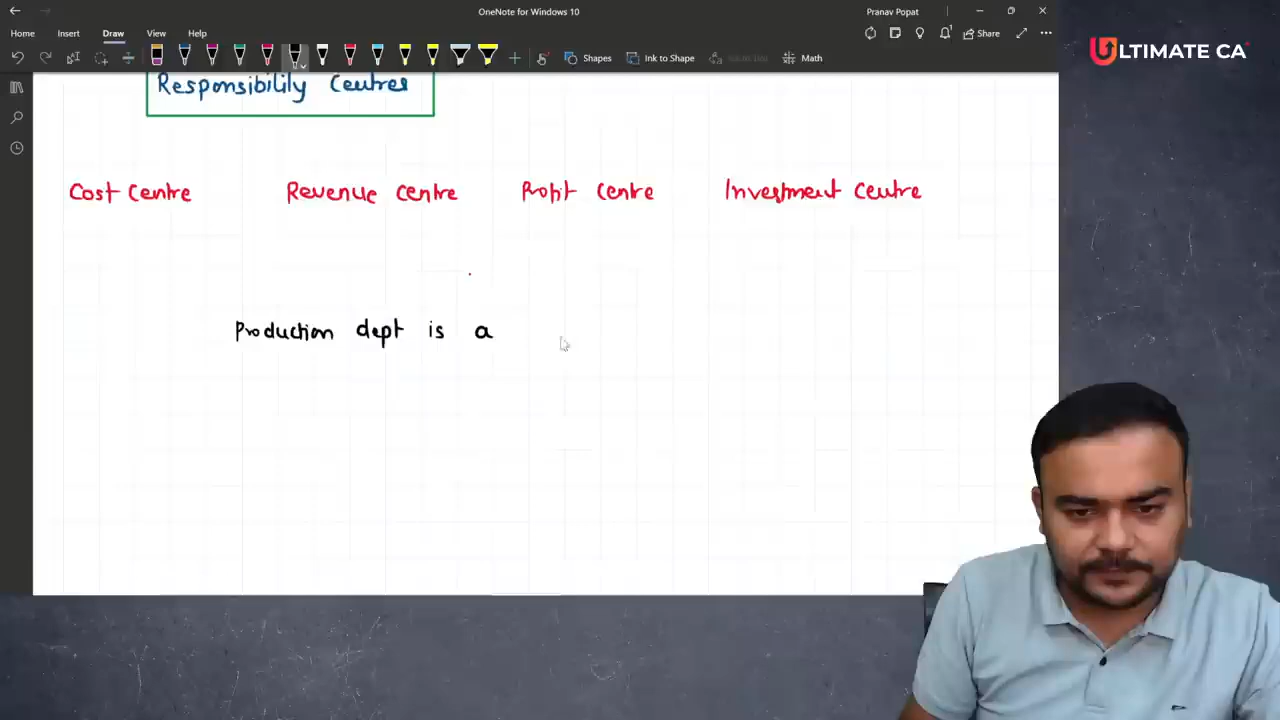 OneNote for Windows 10
Pranav Popat
Home Insert Draw View Help
Share
Shapes
Ink to Shape
Math
ULTIMATE CA
Responsibility Centres
Cost Centre Revenue centre Profit centre Investment centre
Production dept is a